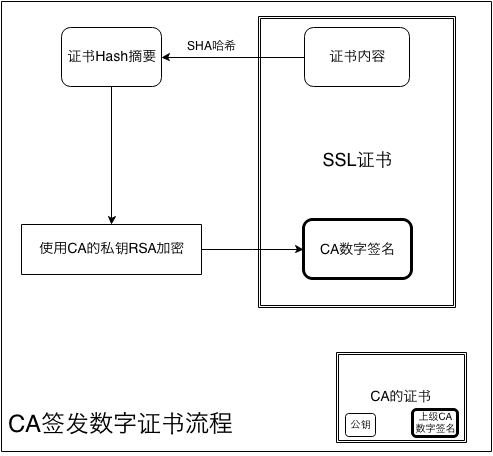 证书Hash摘要
SHA哈希
证书内容
SSL证书
使用CA的私钥RSA加密
CA数字签名
CA签发数字证书流程
CA的证书
公钥
上级CA
数字签名